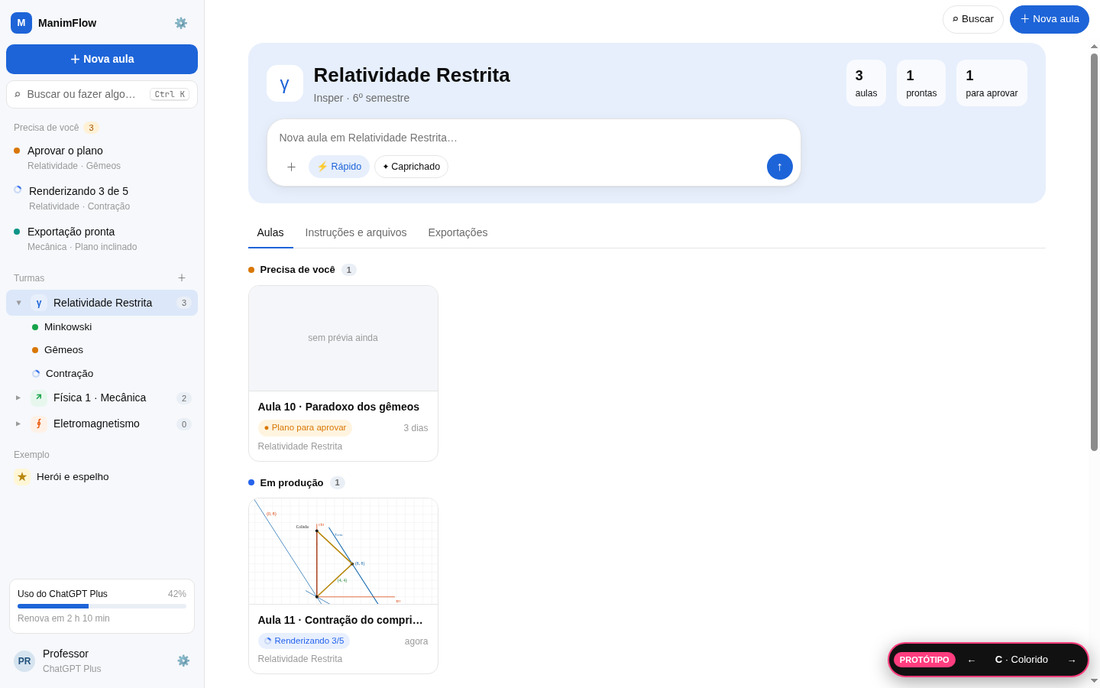 M ManimFlow
+ Nova aula
Buscar ou fazer algo… Ctrl K
Precisa de você 3
Aprovar o plano
Relatividade · Gêmeos
Renderizando 3 de 5
Relatividade · Contração
Exportação pronta
Mecânica · Plano inclinado
Turmas +
γ Relatividade Restrita 3
Minkowski
Gêmeos
Contração
Física 1 · Mecânica 2
Eletromagnetismo 0
Exemplo
Herói e espelho
Uso do ChatGPT Plus 42%
Renova em 2 h 10 min
PR Professor
ChatGPT Plus
Buscar + Nova aula
γ Relatividade Restrita
Insper · 6º semestre
3 aulas
1 prontas
1 para aprovar
Nova aula em Relatividade Restrita…
+ Rápido Caprichado
Aulas Instruções e arquivos Exportações
Precisa de você 1
sem prévia ainda
Aula 10 · Paradoxo dos gêmeos
Plano para aprovar 3 dias
Relatividade Restrita
Em produção 1
Aula 11 · Contração do compri…
Renderizando 3/5 agora
Relatividade Restrita
PROTÓTIPO ← C · Colorido →